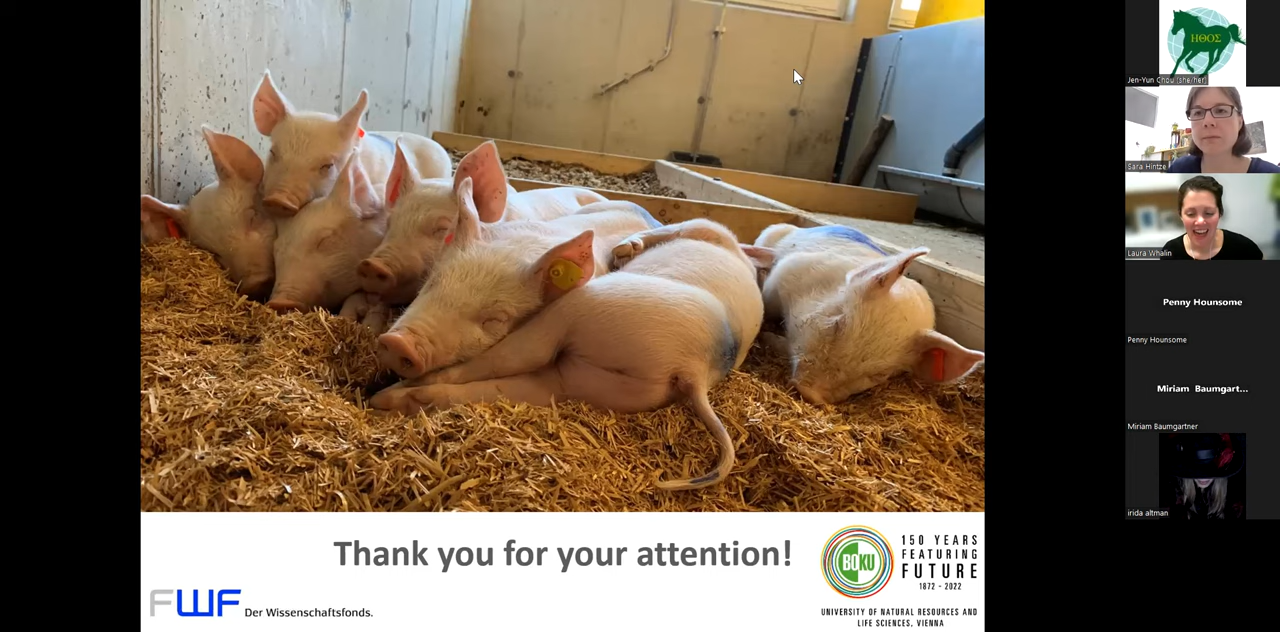 Thank you for your attention!
FWF Der Wissenschaftsfonds.
BOKU
150 YEARS
FEATURING
FUTURE
1872 - 2022
UNIVERSITY OF NATURAL RESOURCES AND
LIFE SCIENCES, VIENNA
ΗΘΟΣ
Jen-Yun Chou (she/her)
Sara Hintze
Laura Whalin
Penny Hounsome
Penny Hounsome
Miriam Baumgart...
Miriam Baumgartner
irida altman